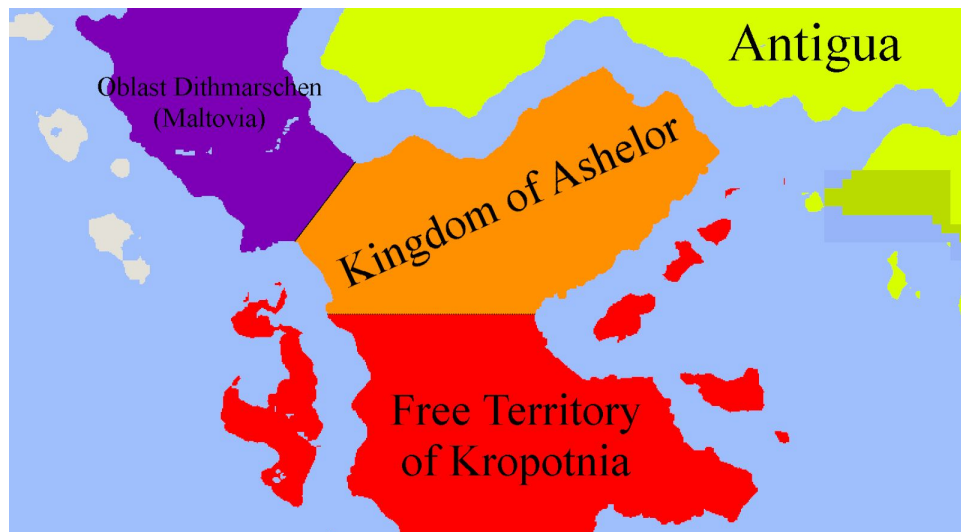 Antigua
Oblast Dithmarschen
(Maltovia)
Kingdom of Ashelor
Free Territory
of Kropotnia